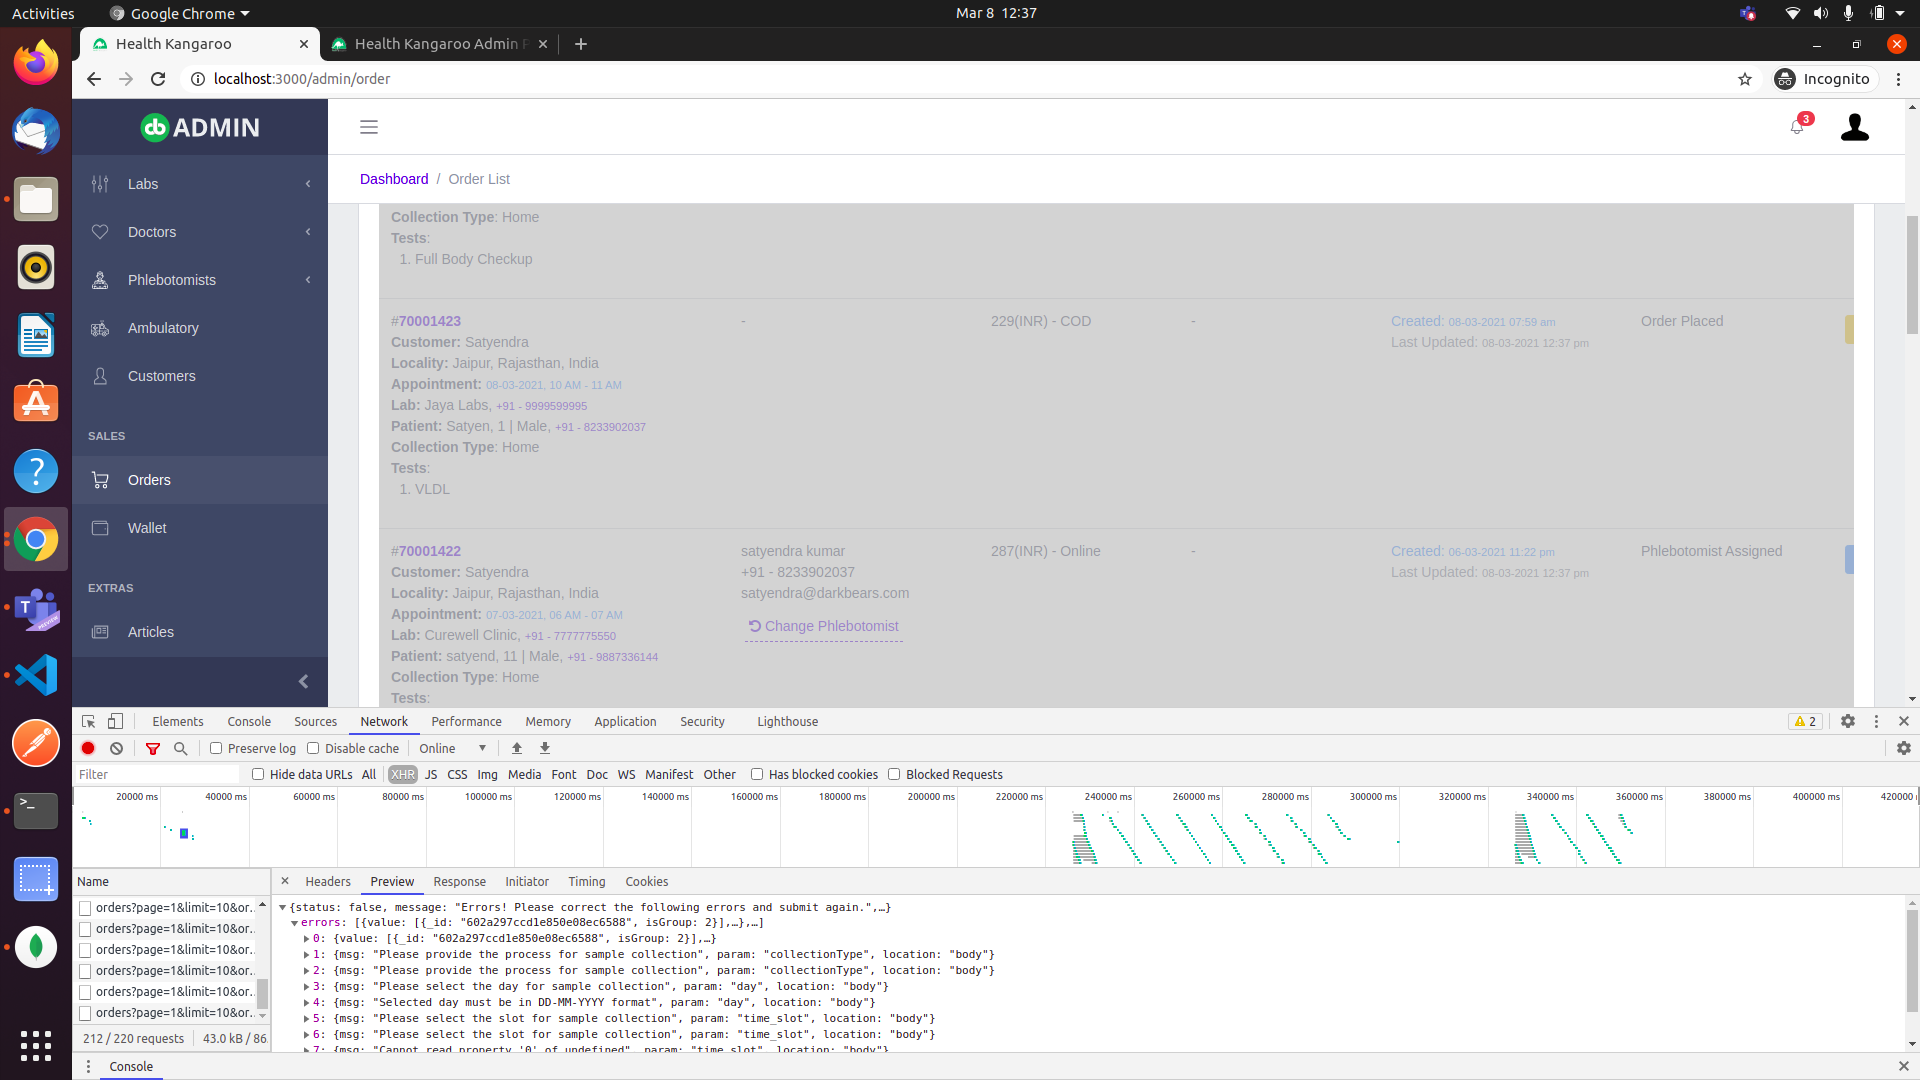 Activities
Google Chrome
Mar 8 12:37
Health Kangaroo
Health Kangaroo Admin
localhost:3000/admin/order
Incognito
cb ADMIN
3
Labs
Doctors
Phlebotomists
Ambulatory
Customers
SALES
Orders
Wallet
EXTRAS
Articles
Dashboard / Order List
Collection Type: Home
Tests:
1. Full Body Checkup
#70001423
Customer: Satyendra
Locality: Jaipur, Rajasthan, India
Appointment: 08-03-2021, 10 AM - 11 AM
Lab: Jaya Labs, +91 - 9999599995
Patient: Satyen, 1 | Male, +91 - 8233902037
Collection Type: Home
Tests:
1. VLDL
-
229(INR) - COD
-
Created: 08-03-2021 07:59 am
Last Updated: 08-03-2021 12:37 pm
Order Placed
#70001422
Customer: Satyendra
Locality: Jaipur, Rajasthan, India
Appointment: 07-03-2021, 06 AM - 07 AM
Lab: Curewell Clinic, +91 - 7777775550
Patient: satyend, 11 | Male, +91 - 9887336144
Collection Type: Home
Tests:
satyendra kumar
+91 - 8233902037
satyendra@darkbears.com
Change Phlebotomist
287(INR) - Online
-
Created: 06-03-2021 11:22 pm
Last Updated: 08-03-2021 12:37 pm
Phlebotomist Assigned
Elements Console Sources Network Performance Memory Application Security Lighthouse
2
Preserve log Disable cache Online
Filter Hide data URLs All XHR JS CSS Img Media Font Doc WS Manifest Other Has blocked cookies Blocked Requests
20000 ms 40000 ms 60000 ms 80000 ms 100000 ms 120000 ms 140000 ms 160000 ms 180000 ms 200000 ms 220000 ms 240000 ms 260000 ms 280000 ms 300000 ms 320000 ms 340000 ms 360000 ms 380000 ms 400000 ms 420000
Name
orders?page=1&limit=10&or...
orders?page=1&limit=10&or...
orders?page=1&limit=10&or...
orders?page=1&limit=10&or...
orders?page=1&limit=10&or...
orders?page=1&limit=10&or...
212 / 220 requests 43.0 kB / 86.
Headers Preview Response Initiator Timing Cookies
{status: false, message: "Errors! Please correct the following errors and submit again.",…}
errors: [{value: [{_id: "602a297ccd1e850e08ec6588", isGroup: 2}],…},…]
0: {value: [{_id: "602a297ccd1e850e08ec6588", isGroup: 2}],…}
1: {msg: "Please provide the process for sample collection", param: "collectionType", location: "body"}
2: {msg: "Please provide the process for sample collection", param: "collectionType", location: "body"}
3: {msg: "Please select the day for sample collection", param: "day", location: "body"}
4: {msg: "Selected day must be in DD-MM-YYYY format", param: "day", location: "body"}
5: {msg: "Please select the slot for sample collection", param: "time_slot", location: "body"}
6: {msg: "Please select the slot for sample collection", param: "time_slot", location: "body"}
7: {msg: "Cannot read property '0' of undefined", param: "time_slot", location: "body"}
Console